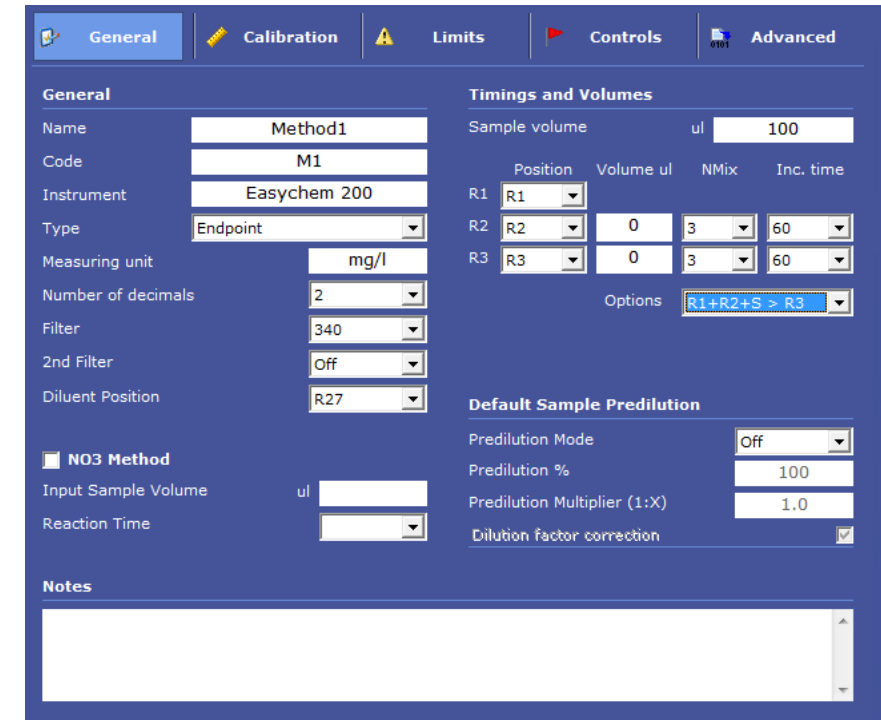 General Calibration Limits Controls Advanced
General
Name Method1
Code M1
Instrument Easychem 200
Type Endpoint
Measuring unit mg/l
Number of decimals 2
Filter 340
2nd Filter Off
Diluent Position R27
NO3 Method
Input Sample Volume ul
Reaction Time
Timings and Volumes
Sample volume ul 100
Position Volume ul NMix Inc. time
R1 R1
R2 R2 0 3 60
R3 R3 0 3 60
Options R1+R2+S > R3
Default Sample Predilution
Predilution Mode Off
Predilution % 100
Predilution Multiplier (1:X) 1.0
Dilution factor correction
Notes